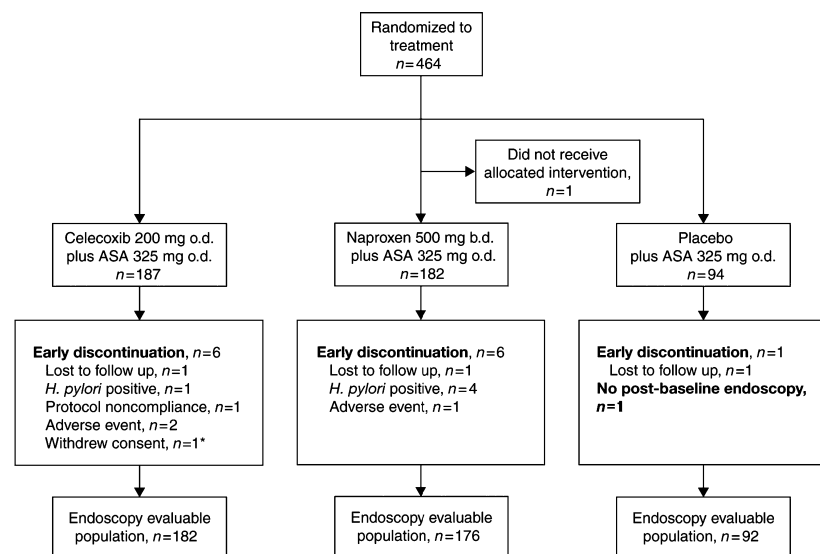 Randomized to
treatment
n=464
Did not receive
allocated intervention,
n=1
Celecoxib 200 mg o.d.
plus ASA 325 mg o.d.
n=187
Naproxen 500 mg b.d.
plus ASA 325 mg o.d.
n=182
Placebo
plus ASA 325 mg o.d.
n=94
Early discontinuation, n=6
Lost to follow up, n=1
H. pylori positive, n=1
Protocol noncompliance, n=1
Adverse event, n=2
Withdrew consent, n=1*
Early discontinuation, n=6
Lost to follow up, n=1
H. pylori positive, n=4
Adverse event, n=1
Early discontinuation, n=1
Lost to follow up, n=1
No post-baseline endoscopy,
n=1
Endoscopy evaluable
population, n=182
Endoscopy evaluable
population, n=176
Endoscopy evaluable
population, n=92